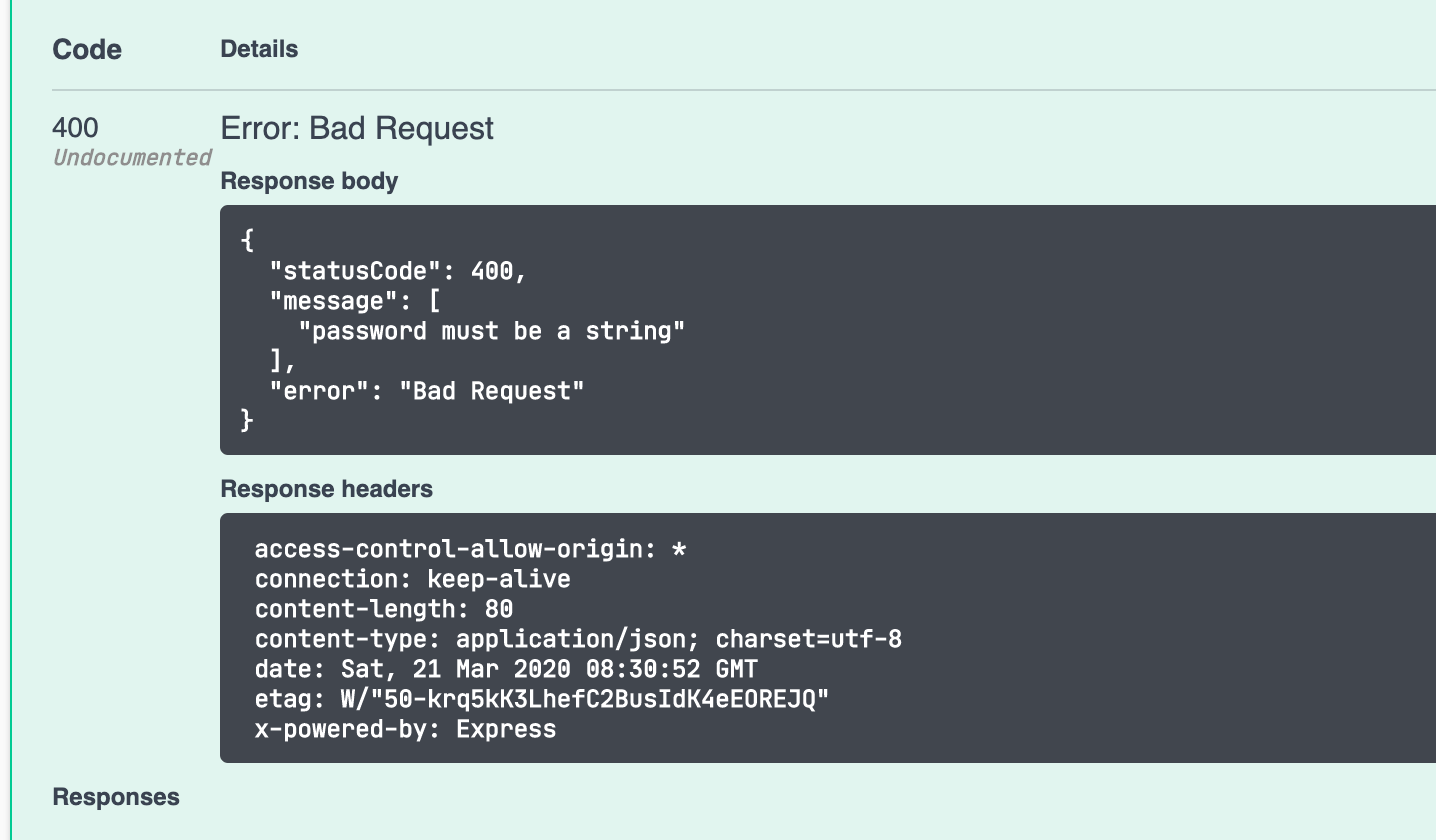 Code Details
400 Error: Bad Request
Undocumented
Response body
{
  "statusCode": 400,
  "message": [
    "password must be a string"
  ],
  "error": "Bad Request"
}
Response headers
access-control-allow-origin: *
connection: keep-alive
content-length: 80
content-type: application/json; charset=utf-8
date: Sat, 21 Mar 2020 08:30:52 GMT
etag: W/"50-krq5kK3LhefC2BusIdK4eEOREJQ"
x-powered-by: Express
Responses